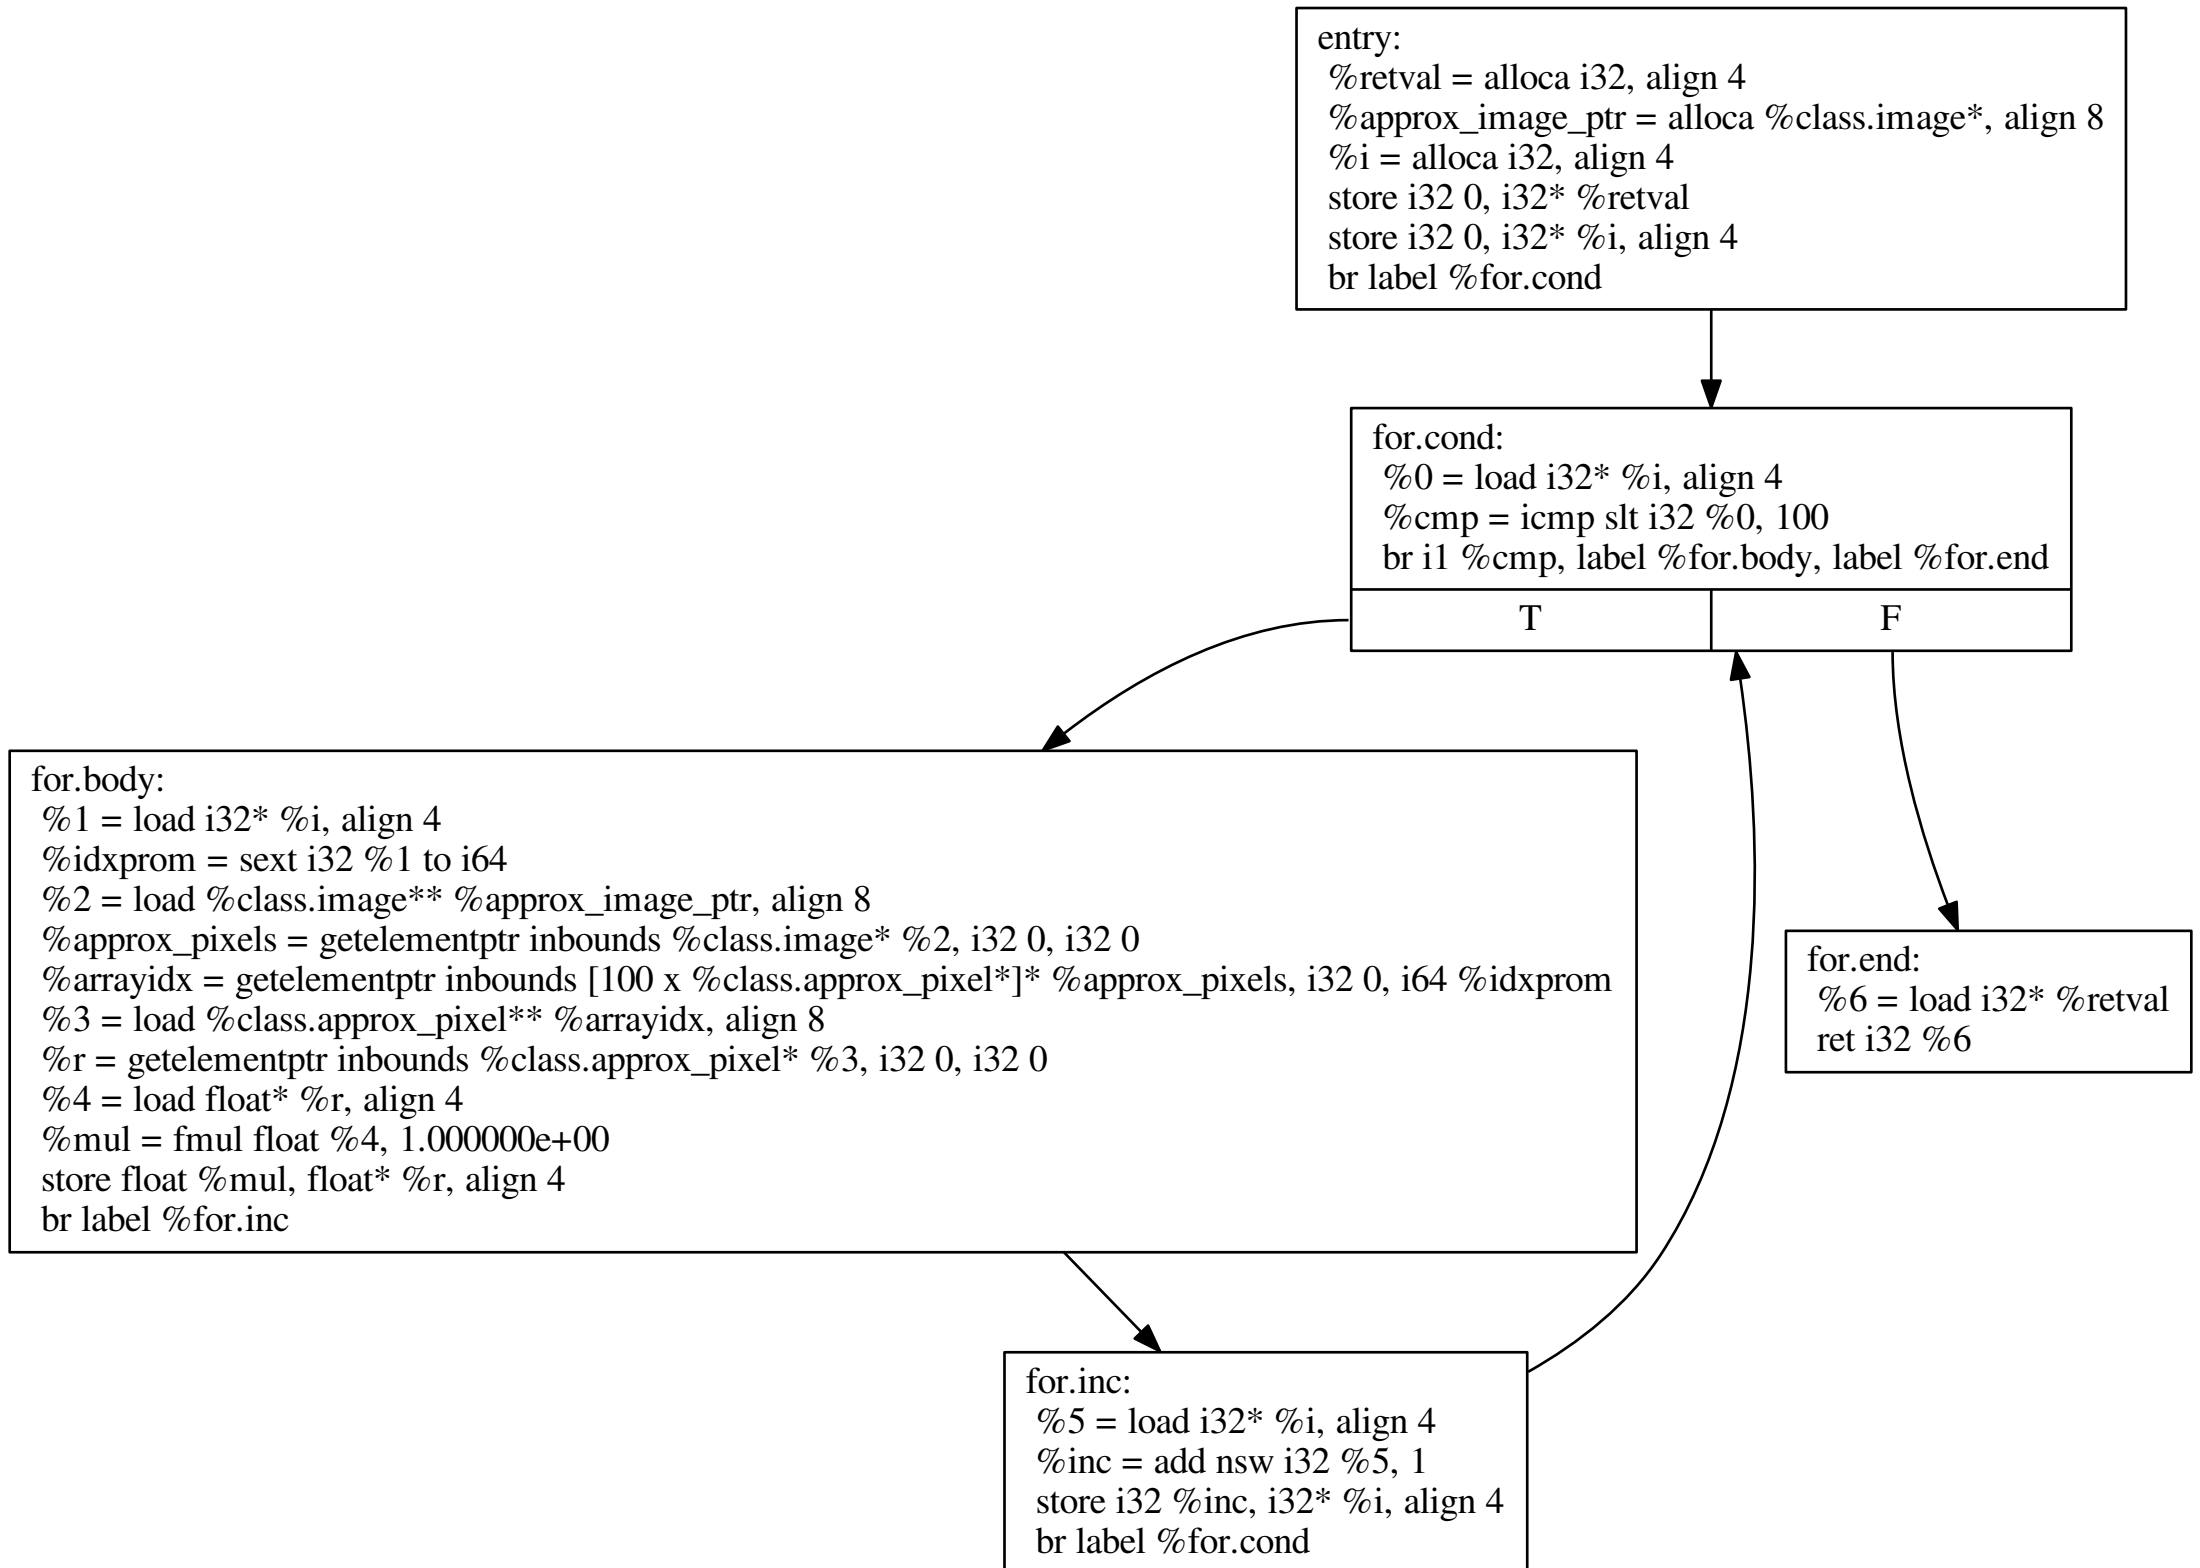 entry:
%retval = alloca i32, align 4
%approx_image_ptr = alloca %class.image*, align 8
%i = alloca i32, align 4
store i32 0, i32* %retval
store i32 0, i32* %i, align 4
br label %for.cond
for.cond:
%0 = load i32* %i, align 4
%cmp = icmp slt i32 %0, 100
br i1 %cmp, label %for.body, label %for.end
T
F
for.body:
%1 = load i32* %i, align 4
%idxprom = sext i32 %1 to i64
%2 = load %class.image** %approx_image_ptr, align 8
%approx_pixels = getelementptr inbounds %class.image* %2, i32 0, i32 0
%arrayidx = getelementptr inbounds [100 x %class.approx_pixel*]* %approx_pixels, i32 0, i64 %idxprom
%3 = load %class.approx_pixel** %arrayidx, align 8
%r = getelementptr inbounds %class.approx_pixel* %3, i32 0, i32 0
%4 = load float* %r, align 4
%mul = fmul float %4, 1.000000e+00
store float %mul, float* %r, align 4
br label %for.inc
for.end:
%6 = load i32* %retval
ret i32 %6
for.inc:
%5 = load i32* %i, align 4
%inc = add nsw i32 %5, 1
store i32 %inc, i32* %i, align 4
br label %for.cond